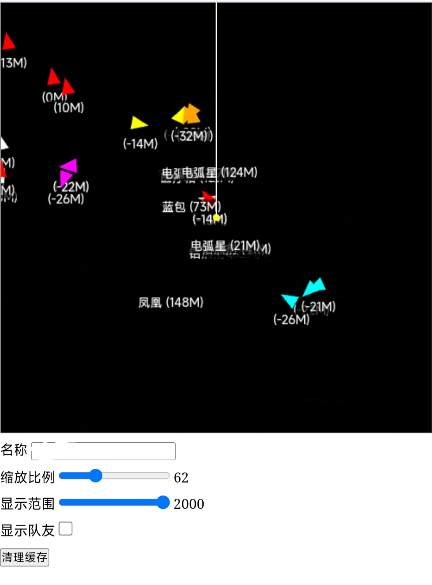 13M)
(0M)
(10M)
(-14M)
(-32M)
M)
(-22M)
M)
(-26M)
电弧星 (124M)
蓝包 (73M)
(-14M)
电弧星 (21M)
凤凰 (148M)
(-21M)
(-26M)
名称
缩放比例 62
显示范围 2000
显示队友
清理缓存